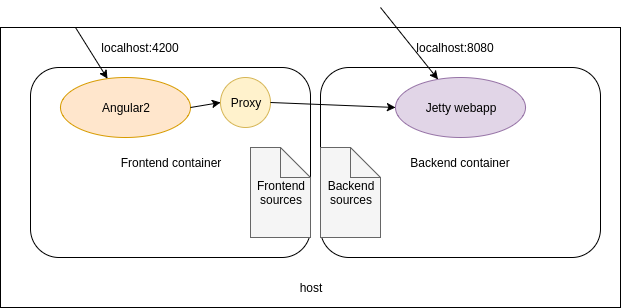 localhost:4200
localhost:8080
Angular2
Proxy
Jetty webapp
Frontend container
Backend container
Frontend
sources
Backend
sources
host